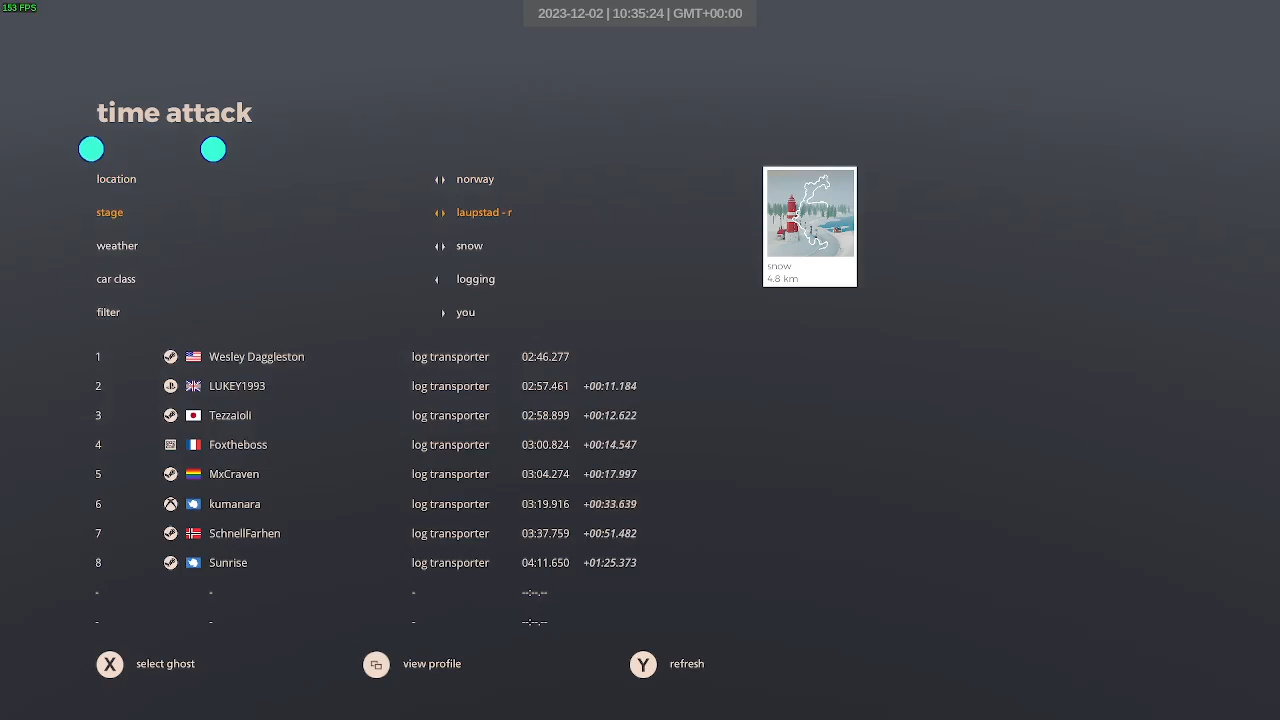 153 FPS
2023-12-02 | 10:35:24 | GMT+00:00
time attack
location norway
stage laupstad - r
weather snow
car class logging
filter you
snow
4.8 km
1 Wesley Daggleston log transporter 02:46.277
2 LUKEY1993 log transporter 02:57.461 +00:11.184
3 Tezzaioli log transporter 02:58.899 +00:12.622
4 Foxtheboss log transporter 03:00.824 +00:14.547
5 MxCraven log transporter 03:04.274 +00:17.997
6 kumanara log transporter 03:19.916 +00:33.639
7 SchnellFarhen log transporter 03:37.759 +00:51.482
8 Sunrise log transporter 04:11.650 +01:25.373
- - - --:--.--
- - - --:--.--
X select ghost view profile Y refresh